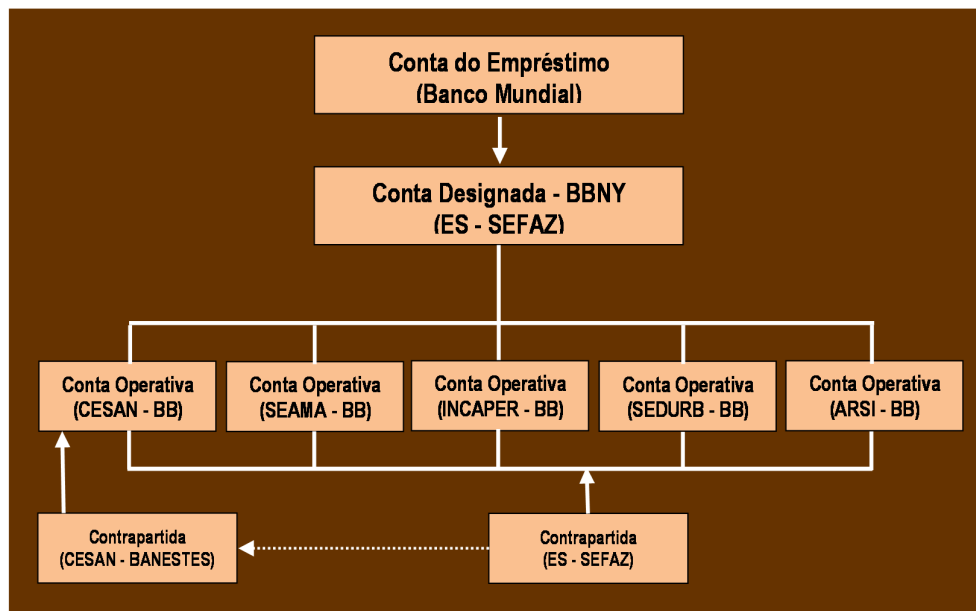 Conta do Empréstimo
(Banco Mundial)
Conta Designada - BBNY
(ES - SEFAZ)
Conta Operativa
(CESAN - BB)
Conta Operativa
(SEAMA - BB)
Conta Operativa
(INCAPER - BB)
Conta Operativa
(SEDURB - BB)
Conta Operativa
(ARSI - BB)
Contrapartida
(CESAN - BANESTES)
Contrapartida
(ES - SEFAZ)